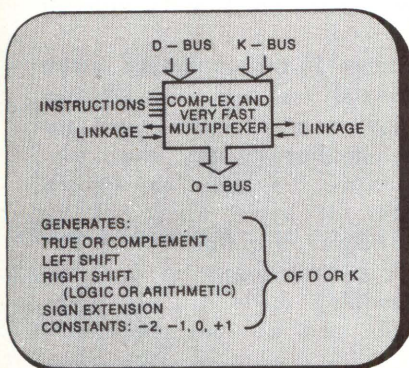 D – BUS K – BUS
INSTRUCTIONS
COMPLEX AND
VERY FAST
MULTIPLEXER
LINKAGE
LINKAGE
O – BUS
GENERATES:
TRUE OR COMPLEMENT
LEFT SHIFT
RIGHT SHIFT
(LOGIC OR ARITHMETIC)
SIGN EXTENSION
CONSTANTS: –2, –1, 0, +1
OF D OR K